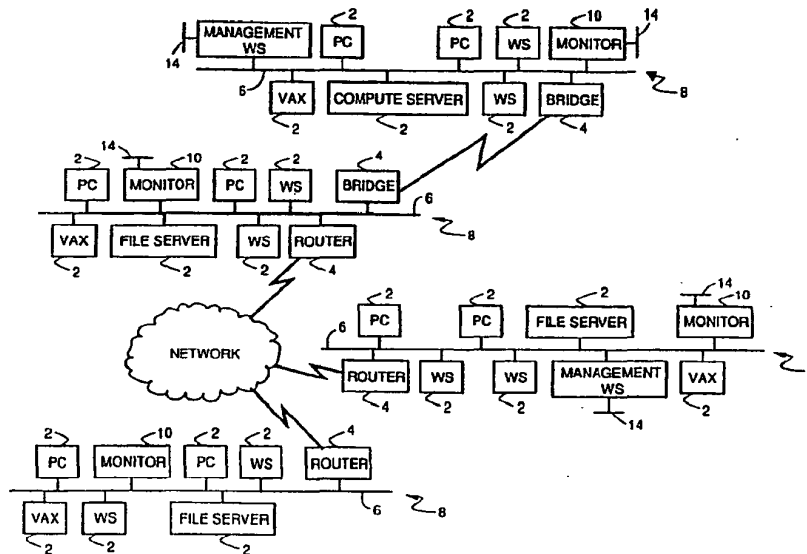 2 2 2 10 14
MANAGEMENT WS PC PC WS MONITOR
14 6 8
VAX COMPUTE SERVER WS BRIDGE
2 2 2 4
14
2 10 2 2 4
PC MONITOR PC WS BRIDGE
6 8
VAX FILE SERVER WS ROUTER
2 2 2 4
14
2 2 2 10
PC PC FILE SERVER MONITOR
6
NETWORK
ROUTER WS WS MANAGEMENT WS VAX
4 2 2 2
14
2 10 2 2 4
PC MONITOR PC WS ROUTER
6 8
VAX WS FILE SERVER
2 2 2